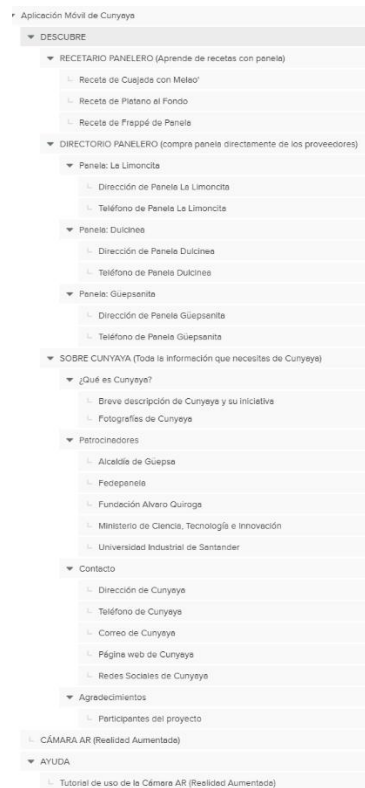 Aplicación Móvil de Cunyaya
DESCUBRE
RECETARIO PANELERO (Aprende de recetas con panela)
Receta de Cuajada con Melao'
Receta de Platano al Fondo
Receta de Frappé de Panela
DIRECTORIO PANELERO (compra panela directamente de los proveedores)
Panela: La Limoncita
Dirección de Panela La Limoncita
Teléfono de Panela La Limoncita
Panela: Dulcinea
Dirección de Panela Dulcinea
Teléfono de Panela Dulcinea
Panela: Güepsanita
Dirección de Panela Güepsanita
Teléfono de Panela Güepsanita
SOBRE CUNYAYA (Toda la información que necesitas de Cunyaya)
¿Qué es Cunyaya?
Breve descripción de Cunyaya y su iniciativa
Fotografías de Cunyaya
Patrocinadores
Alcaldía de Güepsa
Fedepanela
Fundación Alvaro Quiroga
Ministerio de Ciencia, Tecnología e Innovación
Universidad Industrial de Santander
Contacto
Dirección de Cunyaya
Teléfono de Cunyaya
Correo de Cunyaya
Página web de Cunyaya
Redes Sociales de Cunyaya
Agradecimientos
Participantes del proyecto
CÁMARA AR (Realidad Aumentada)
AYUDA
Tutorial de uso de la Cámara AR (Realidad Aumentada)